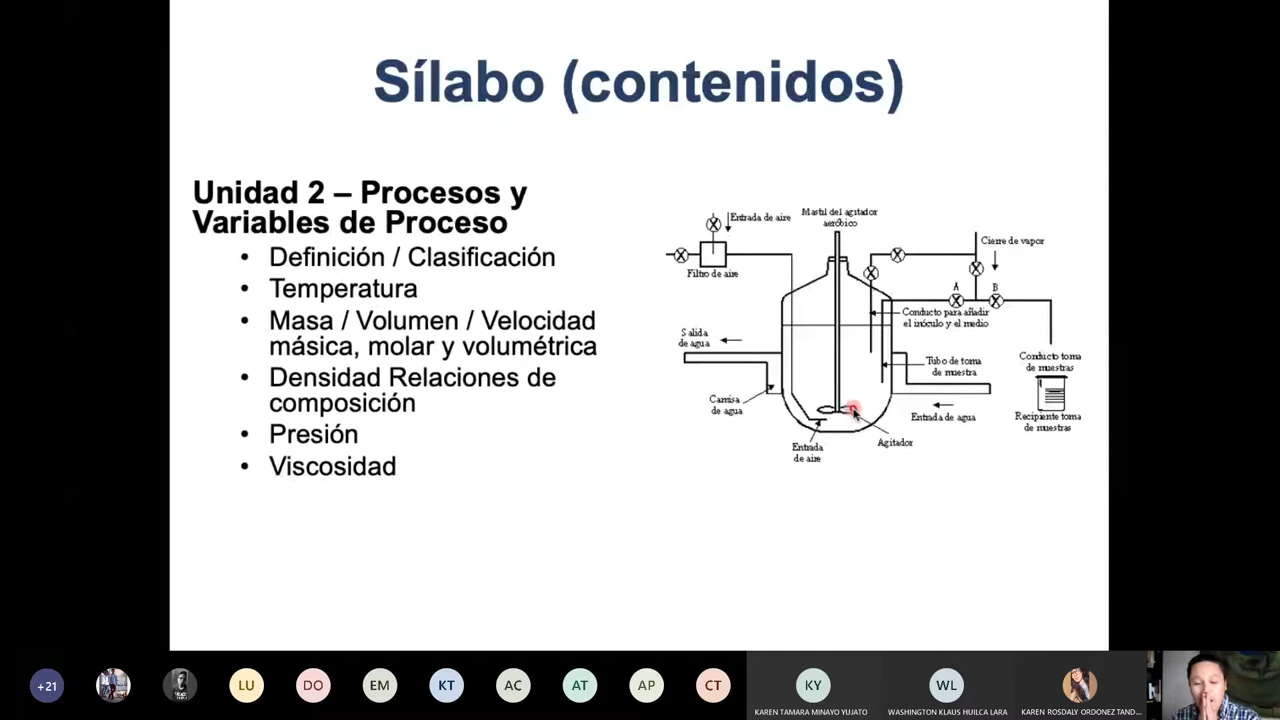 Sílabo (contenidos)
Unidad 2 – Procesos y
Variables de Proceso
• Definición / Clasificación
• Temperatura
• Masa / Volumen / Velocidad
másica, molar y volumétrica
• Densidad Relaciones de
composición
• Presión
• Viscosidad
Entrada de aire
Filtro de aire
Mastil del agitador
aeróbico
Cierre de vapor
A
B
Conducto para añadir
el inóculo y el medio
Salida
de agua
Tubo de toma
de muestra
Conducto toma
de muestras
Camisa
de agua
Entrada de agua
Recipiente toma
de muestras
Entrada
de aire
Agitador
+21
LU
DO
EM
KT
AC
AT
AP
CT
KY
WL
KAREN TAMARA MINAYO YUJATO
WASHINGTON KLAUS HUILCA LARA
KAREN ROSDALY ORDONEZ TAND...